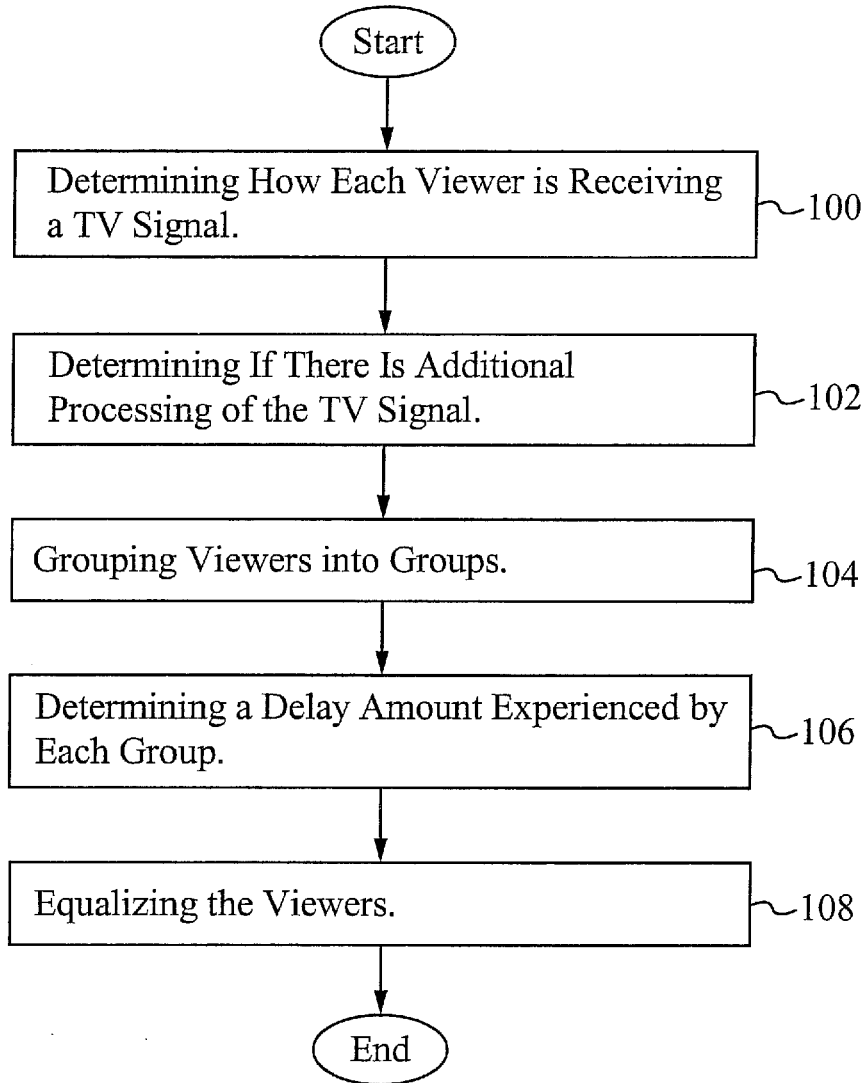 Start
Determining How Each Viewer is Receiving
a TV Signal.
100
Determining If There Is Additional
Processing of the TV Signal.
102
Grouping Viewers into Groups.
104
Determining a Delay Amount Experienced by
Each Group.
106
Equalizing the Viewers.
108
End